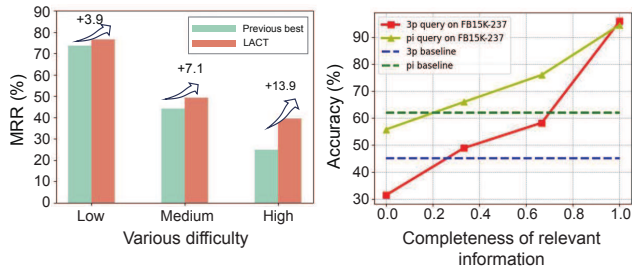 MRR (%)
90
80
70
60
50
40
30
20
10
0
+3.9
+7.1
+13.9
Previous best
LACT
Low
Medium
High
Various difficulty
Accuracy (%)
90
80
70
60
50
40
30
3p query on FB15K-237
pi query on FB15K-237
3p baseline
pi baseline
0.0
0.2
0.4
0.6
0.8
1.0
Completeness of relevant
information